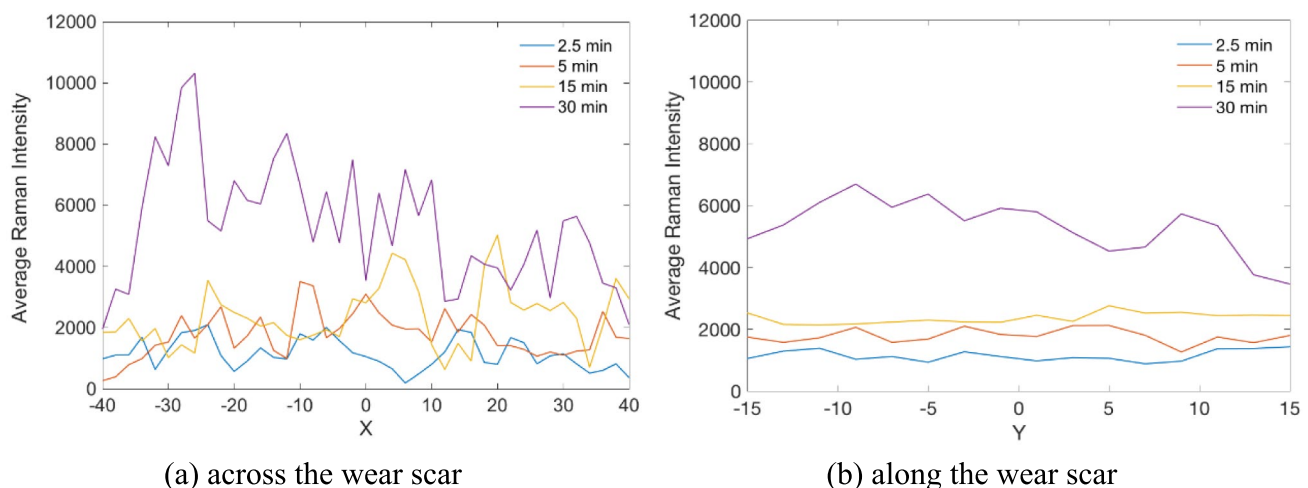 12000
10000
8000
6000
4000
2000
0
Average Raman Intensity
-40 -30 -20 -10 0 10 20 30 40
X
2.5 min
5 min
15 min
30 min
(a) across the wear scar
12000
10000
8000
6000
4000
2000
0
Average Raman Intensity
-15 -10 -5 0 5 10 15
Y
2.5 min
5 min
15 min
30 min
(b) along the wear scar